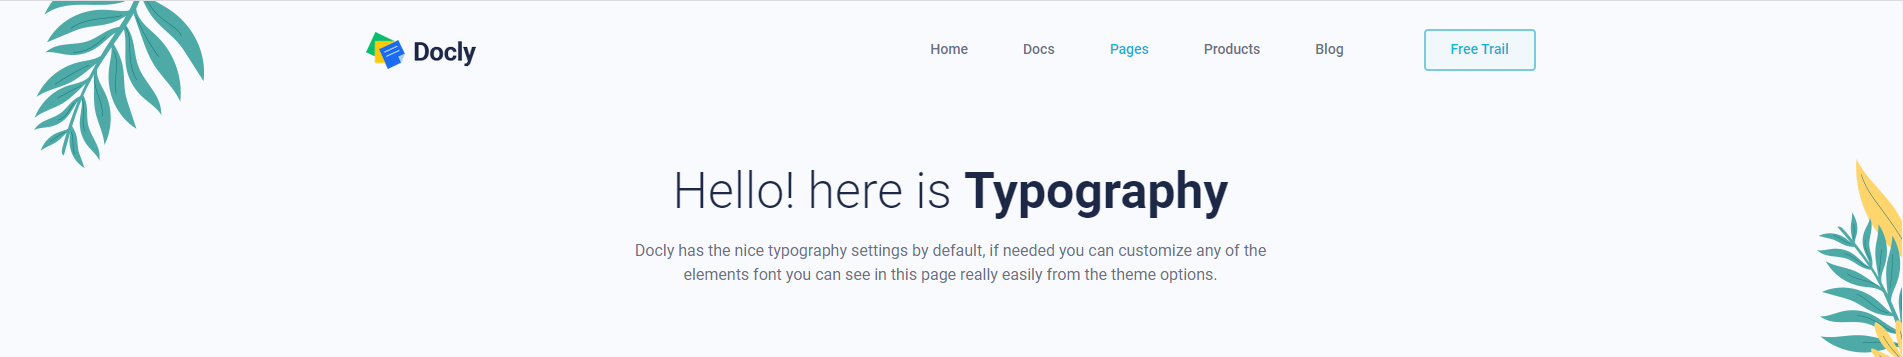 Docly
Home Docs Pages Products Blog Free Trail
Hello! here is Typography
Docly has the nice typography settings by default, if needed you can customize any of the
elements font you can see in this page really easily from the theme options.